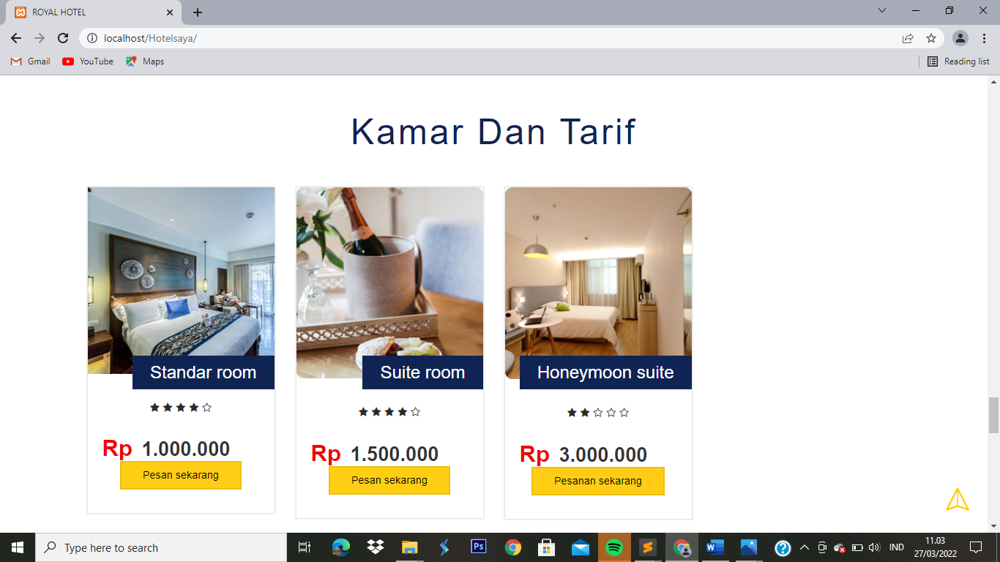 ROYAL HOTEL
localhost/Hotelsaya/
Gmail YouTube Maps Reading list
Kamar Dan Tarif
Standar room
Rp 1.000.000
Pesan sekarang
Suite room
Rp 1.500.000
Pesan sekarang
Honeymoon suite
Rp 3.000.000
Pesanan sekarang
Type here to search
Ps
IND
11.03
27/03/2022